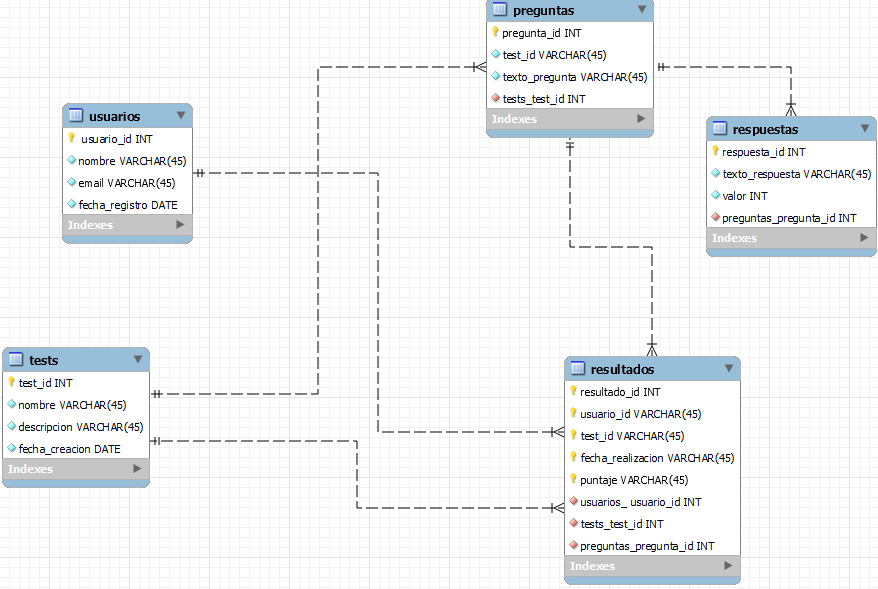 preguntas
pregunta_id INT
test_id VARCHAR(45)
texto_pregunta VARCHAR(45)
tests_test_id INT
Indexes
usuarios
usuario_id INT
nombre VARCHAR(45)
email VARCHAR(45)
fecha_registro DATE
Indexes
respuestas
respuesta_id INT
texto_respuesta VARCHAR(45)
valor INT
preguntas_pregunta_id INT
Indexes
tests
test_id INT
nombre VARCHAR(45)
descripcion VARCHAR(45)
fecha_creacion DATE
Indexes
resultados
resultado_id INT
usuario_id VARCHAR(45)
test_id VARCHAR(45)
fecha_realizacion VARCHAR(45)
puntaje VARCHAR(45)
usuarios_ usuario_id INT
tests_test_id INT
preguntas_pregunta_id INT
Indexes